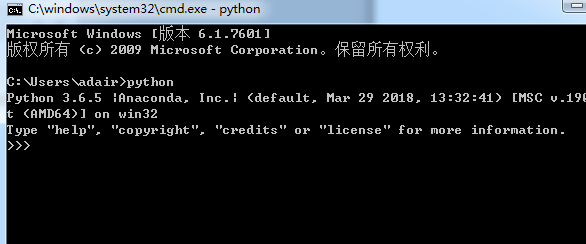 C:\windows\system32\cmd.exe - python
Microsoft Windows [版本 6.1.7601]
版权所有 (c) 2009 Microsoft Corporation。保留所有权利。
C:\Users\adair>python
Python 3.6.5 |Anaconda, Inc.| (default, Mar 29 2018, 13:32:41) [MSC v.190
t (AMD64)] on win32
Type "help", "copyright", "credits" or "license" for more information.
>>>